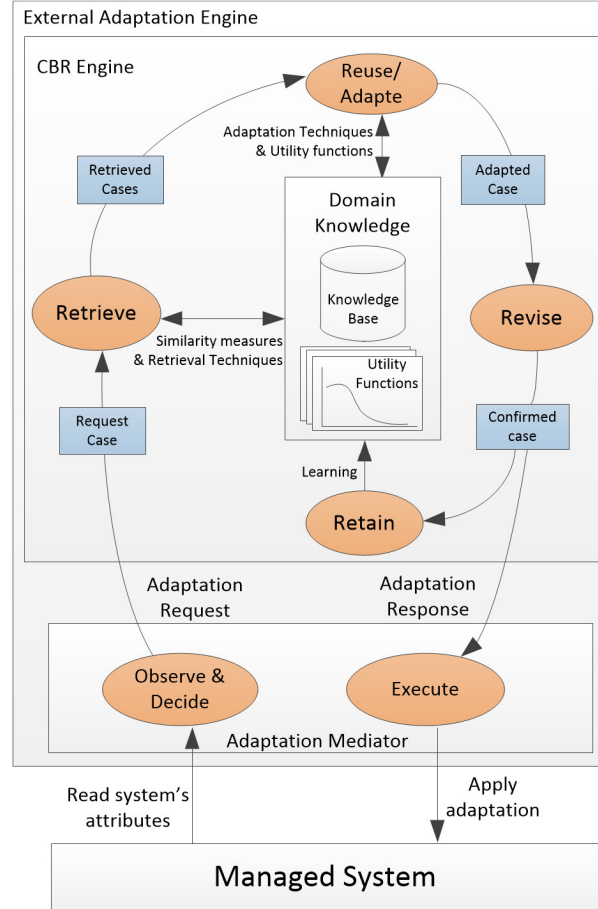 External Adaptation Engine
CBR Engine
Reuse/
Adapte
Adaptation Techniques
& Utility functions
Retrieved
Cases
Adapted
Case
Domain
Knowledge
Knowledge
Base
Retrieve
Revise
Similarity measures
& Retrieval Techniques
Utility
Functions
Request
Case
Confirmed
case
Learning
Retain
Adaptation
Request
Adaptation
Response
Observe &
Decide
Execute
Adaptation Mediator
Read system's
attributes
Apply
adaptation
Managed System